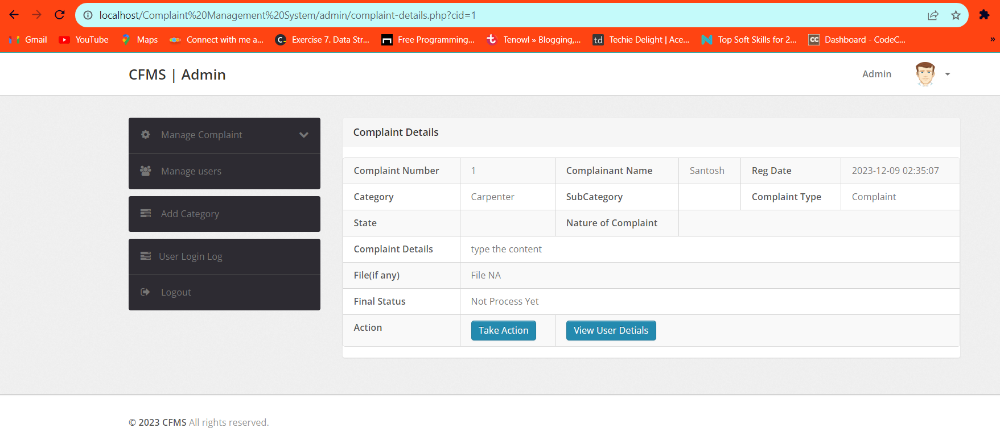 localhost/Complaint%20Management%20System/admin/complaint-details.php?cid=1
Gmail YouTube Maps Connect with me a... Exercise 7. Data Str... Free Programming... Tenowl » Blogging,... td Techie Delight | Ace... Top Soft Skills for 2... CC Dashboard - CodeC... »
CFMS | Admin
Admin
Manage Complaint
Manage users
Add Category
User Login Log
Logout
Complaint Details
Complaint Number 1 Complainant Name Santosh Reg Date 2023-12-09 02:35:07
Category Carpenter SubCategory Complaint Type Complaint
State Nature of Complaint
Complaint Details type the content
File(if any) File NA
Final Status Not Process Yet
Action Take Action View User Detials
© 2023 CFMS All rights reserved.